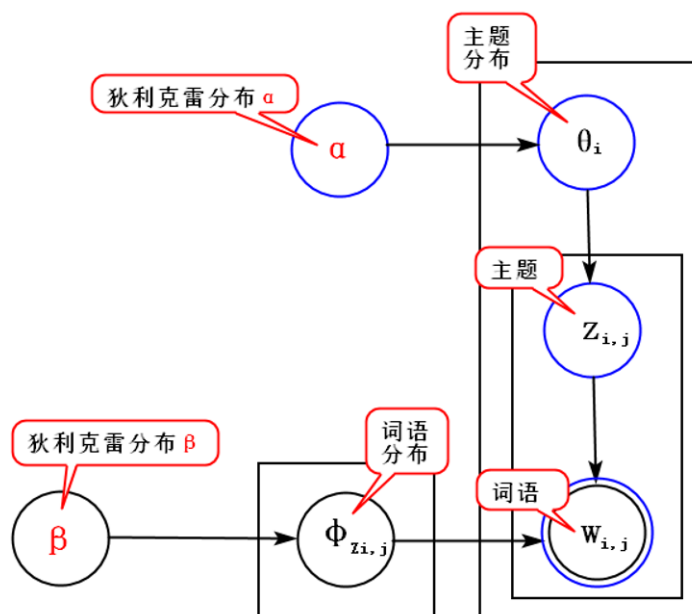 主题
分布
狄利克雷分布 α
α
θi
主题
Zi,j
狄利克雷分布 β
词语
分布
词语
β
ϕZi,j
Wi,j